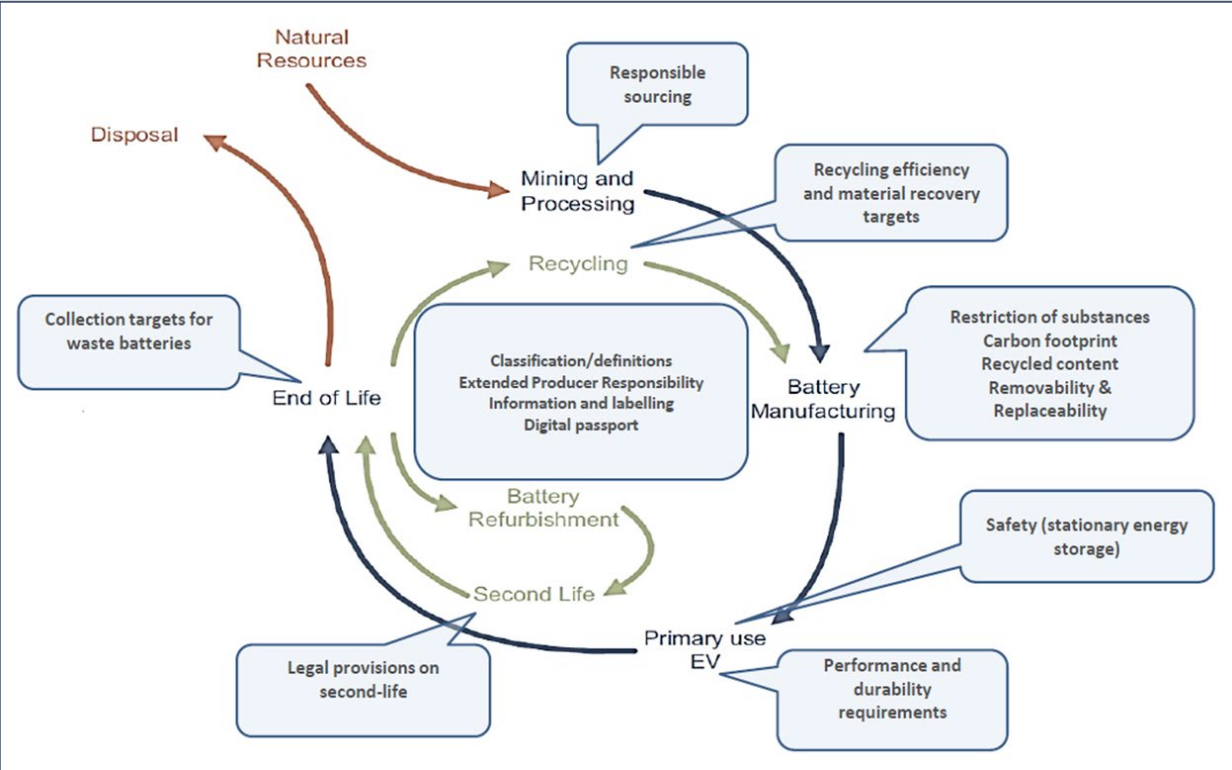 Natural
Resources
Responsible
sourcing
Disposal
Mining and
Processing
Recycling efficiency
and material recovery
targets
Recycling
Collection targets for
waste batteries
Classification/definitions
Extended Producer Responsibility
Information and labelling
Digital passport
Restriction of substances
Carbon footprint
Recycled content
Removability &
Replaceability
End of Life
Battery
Manufacturing
Battery
Refurbishment
Safety (stationary energy
storage)
Second Life
Primary use
EV
Legal provisions on
second-life
Performance and
durability
requirements